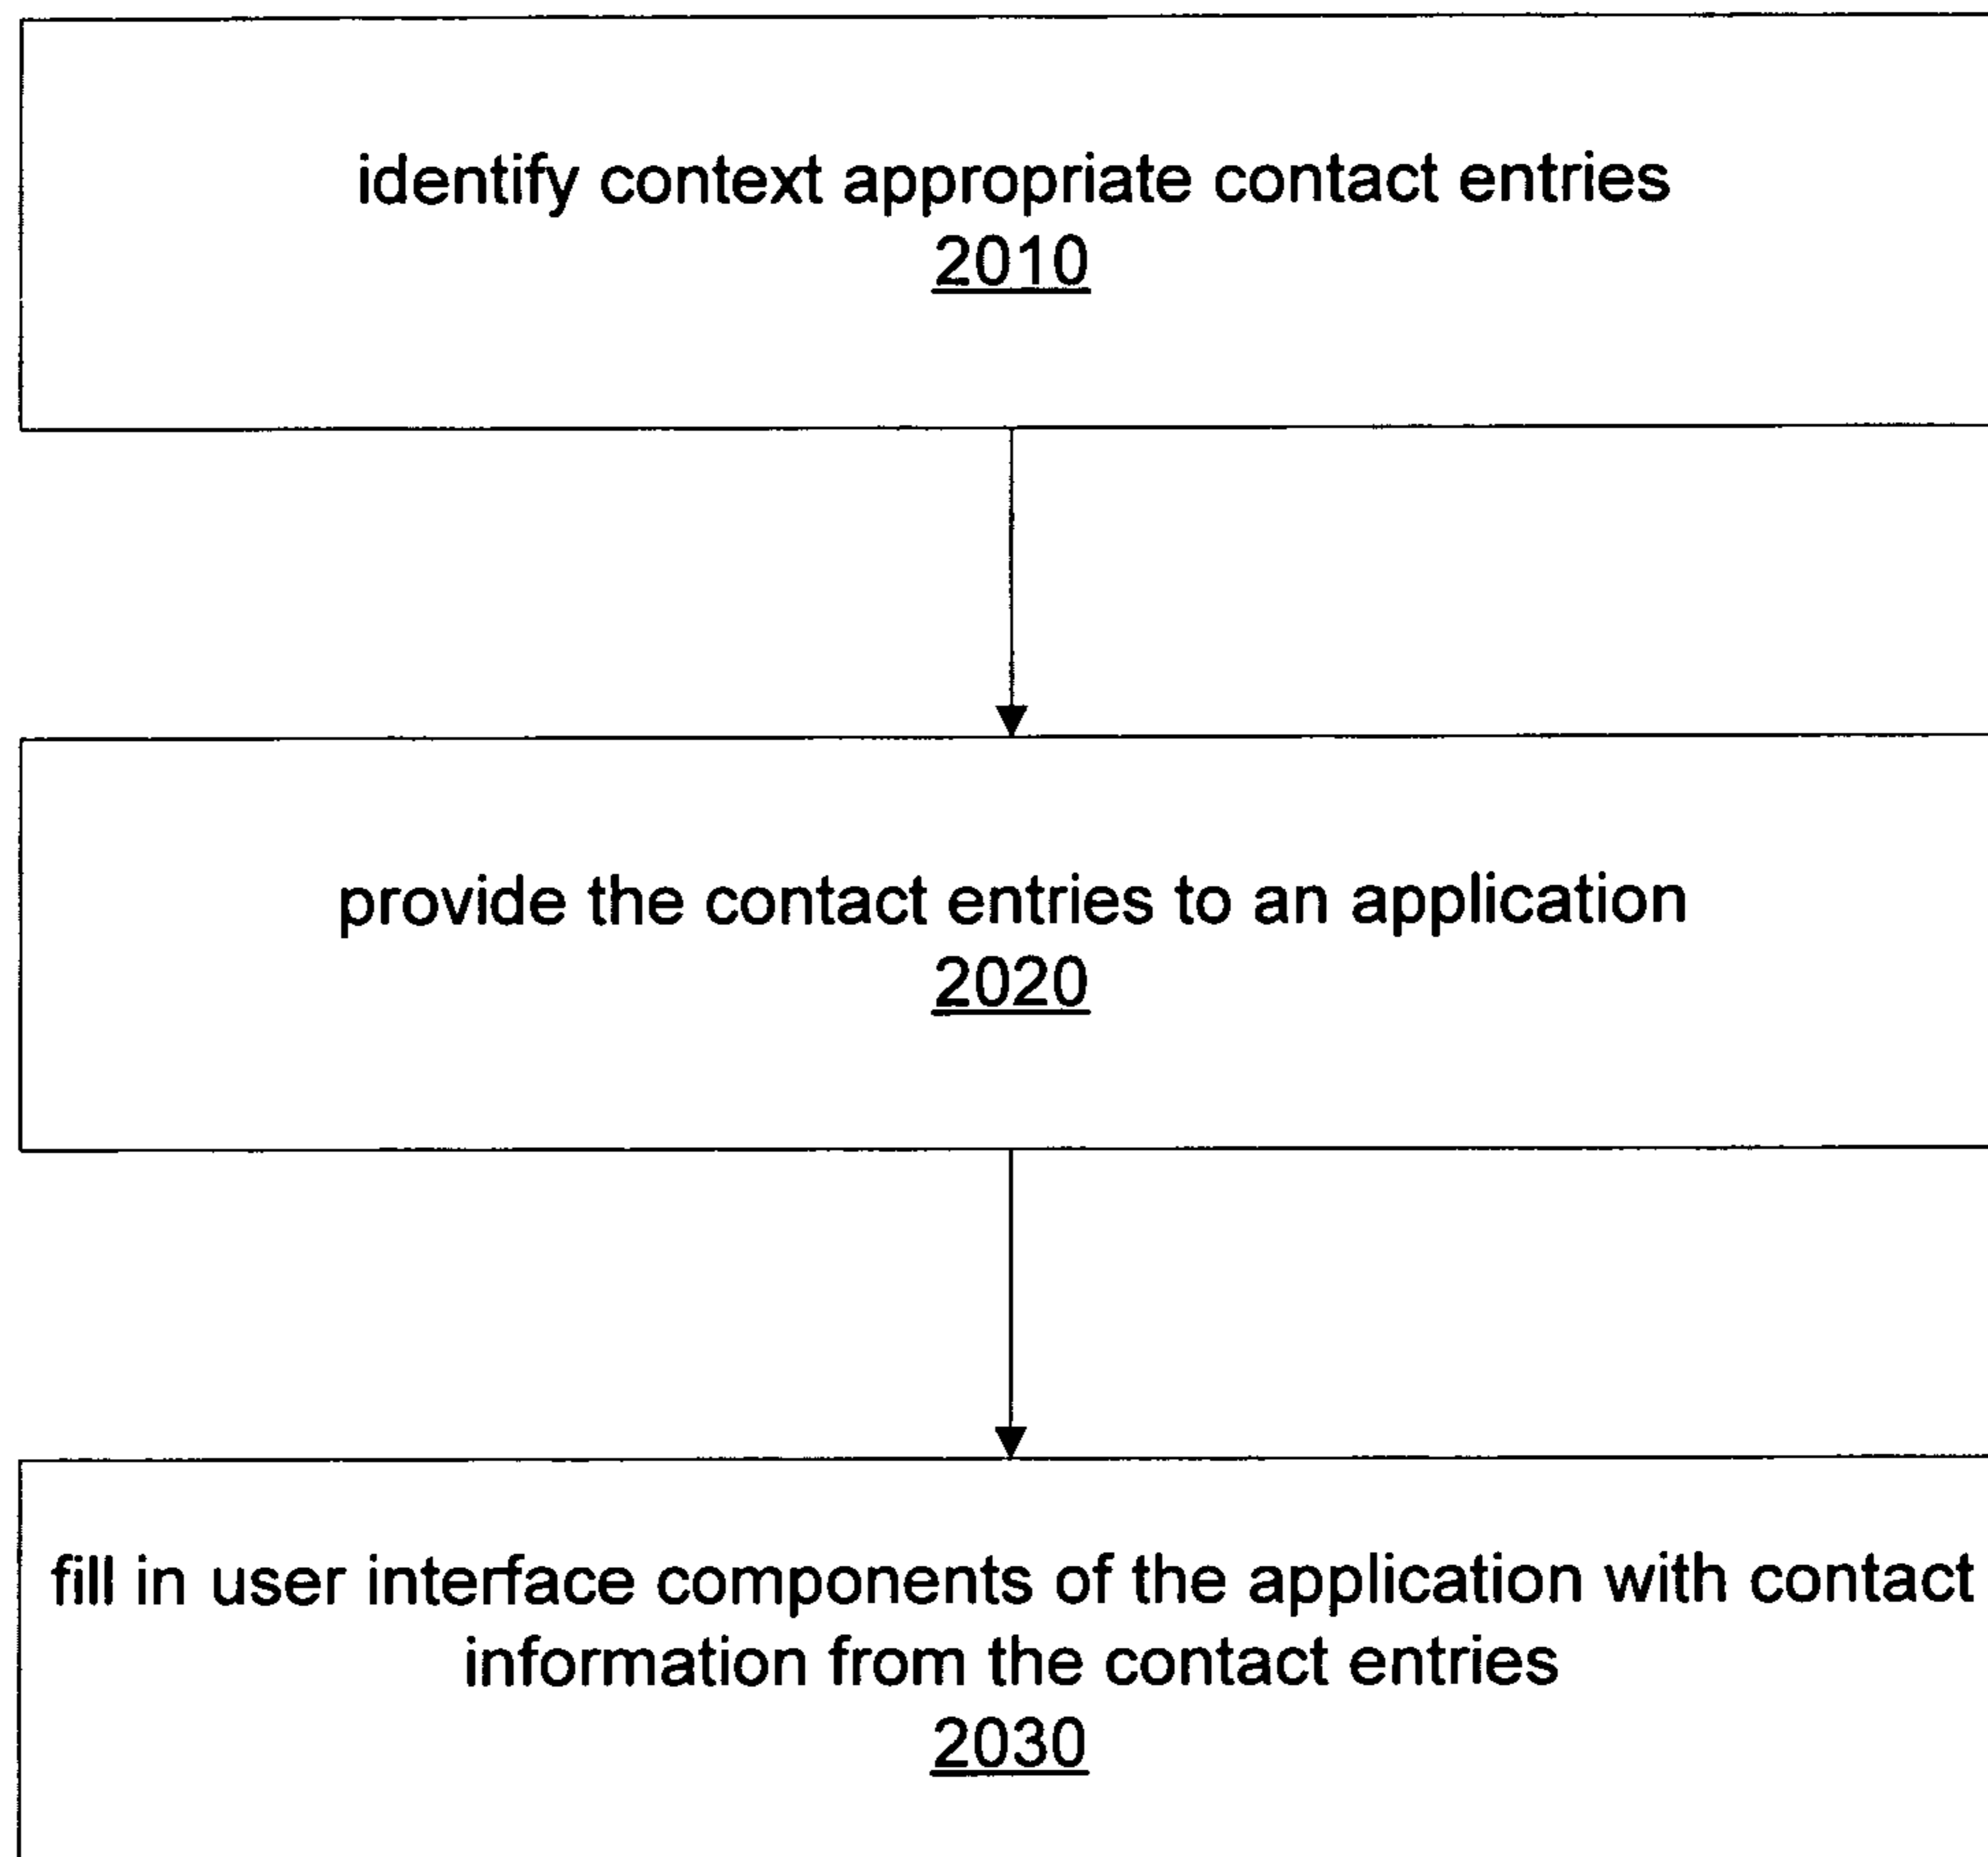 identify context appropriate contact entries
2010
provide the contact entries to an application
2020
fill in user interface components of the application with contact
information from the contact entries
2030